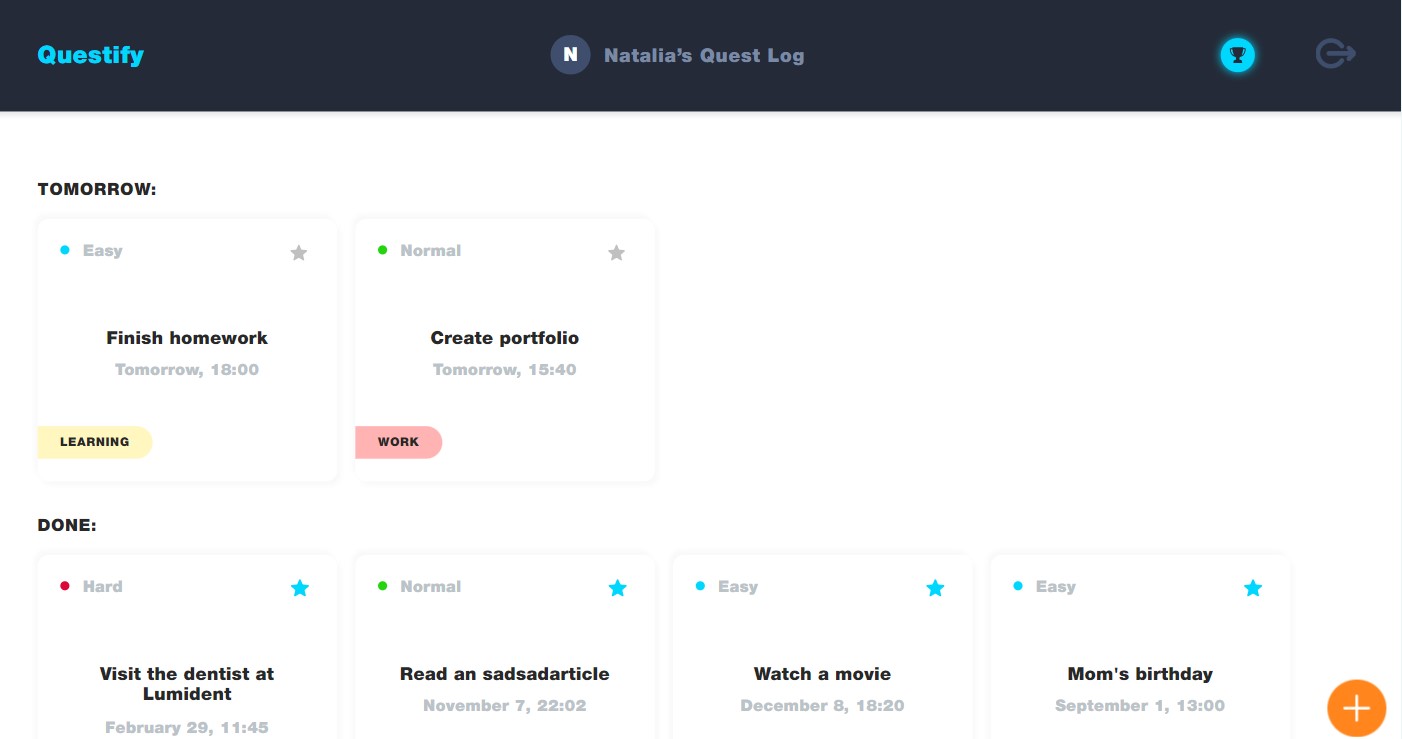 Questify
N Natalia’s Quest Log
TOMORROW:
Easy
Finish homework
Tomorrow, 18:00
LEARNING
Normal
Create portfolio
Tomorrow, 15:40
WORK
DONE:
Hard
Visit the dentist at
Lumident
February 29, 11:45
Normal
Read an sadsadarticle
November 7, 22:02
Easy
Watch a movie
December 8, 18:20
Easy
Mom's birthday
September 1, 13:00